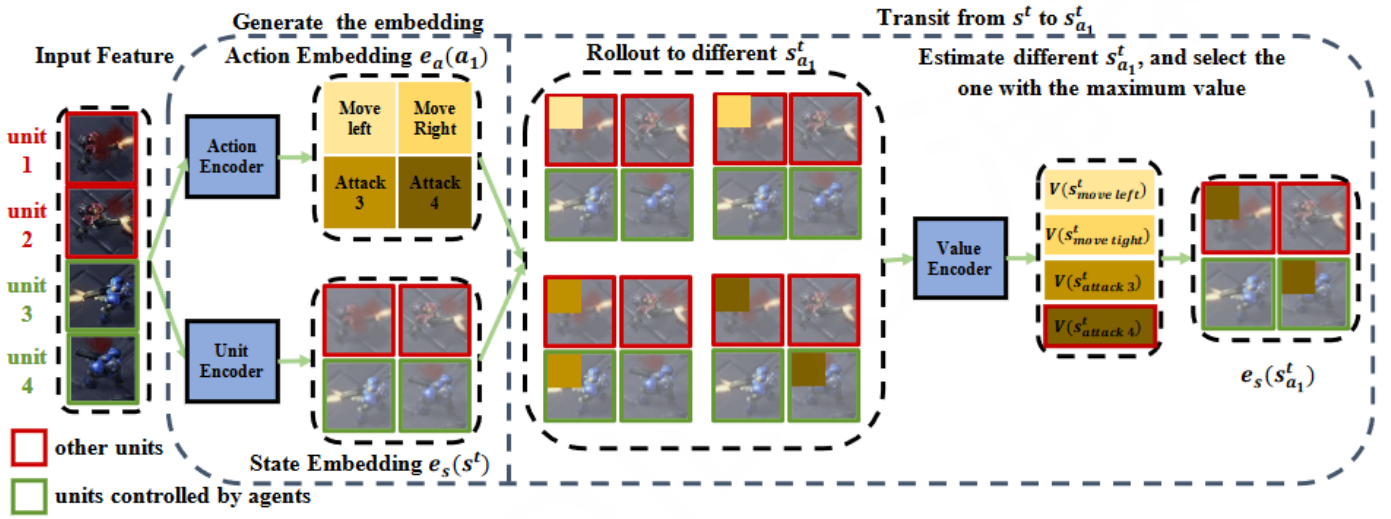 Generate the embedding
Transit from s^t to s^t_{a_1}
Input Feature
Action Embedding e_a(a_1)
Rollout to different s^t_{a_1}
Estimate different s^t_{a_1}, and select the
one with the maximum value
unit
1
unit
2
unit
3
unit
4
Action
Encoder
Move
left
Move
Right
Attack
3
Attack
4
Unit
Encoder
State Embedding e_s(s^t)
Value
Encoder
V(s^t_{move left})
V(s^t_{move tight})
V(s^t_{attack 3})
V(s^t_{attack 4})
e_s(s^t_{a_1})
other units
units controlled by agents